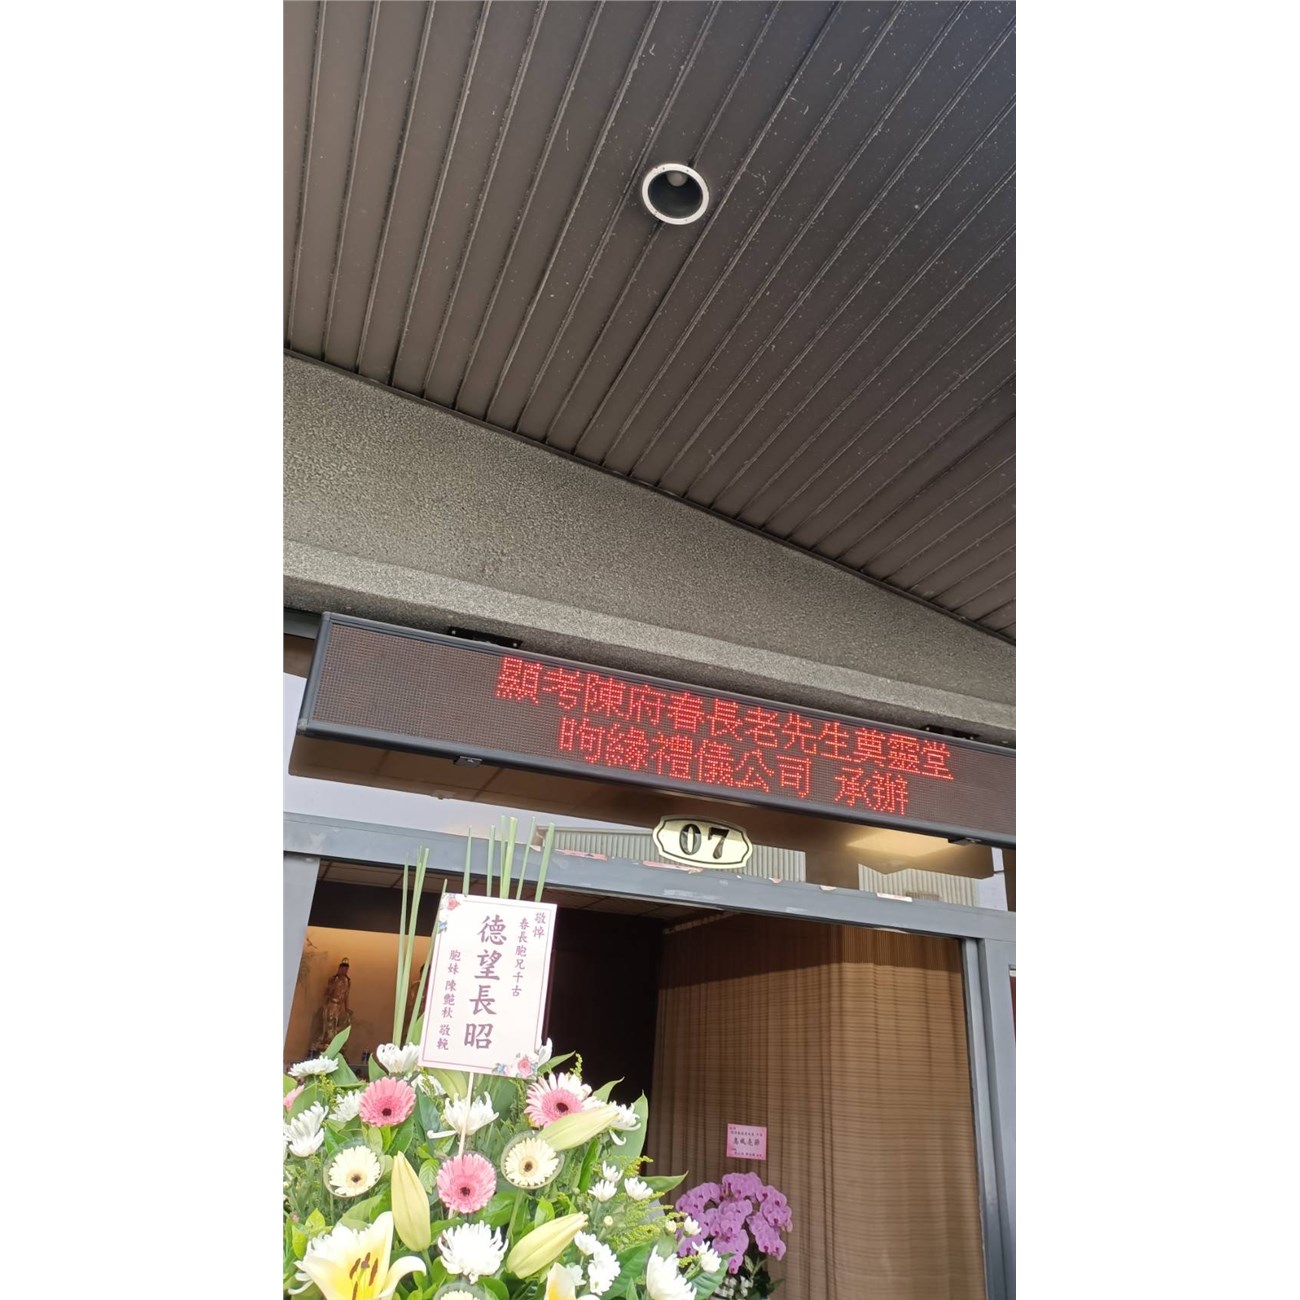 顯考陳府春長老先生奠靈堂
昫緣禮儀公司 承辦
07
敬悼
春長胞兄千古
德望長昭
胞妹 陳艷秋 敬輓